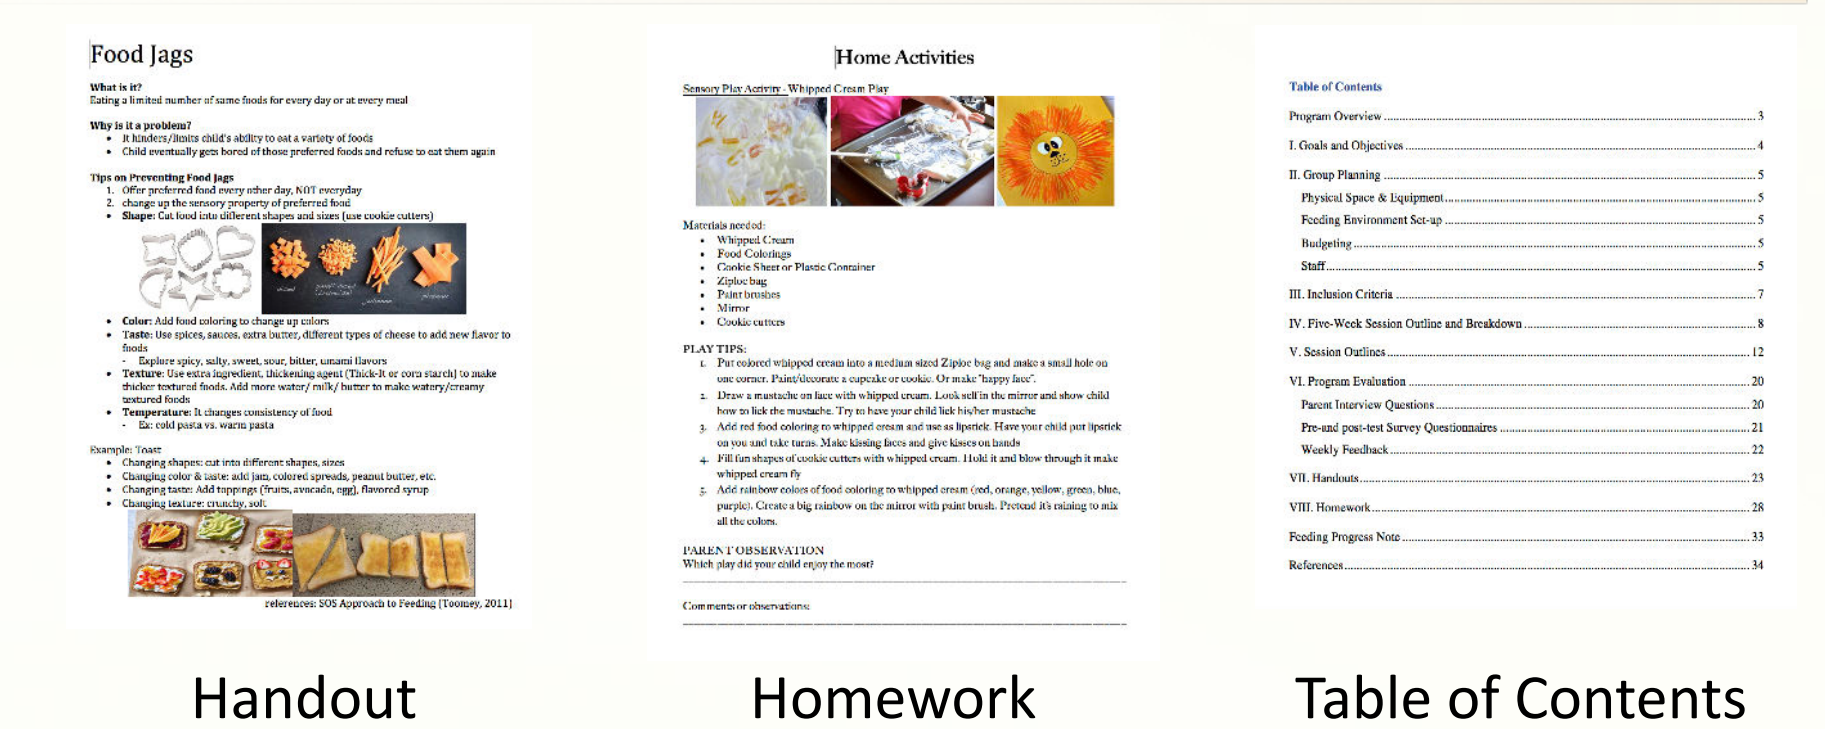 Food Jags
What is it?
Eating a limited number of same foods for every day or at every meal
Why is it a problem?
• It hinders/limits child's ability to eat a variety of foods
• Child eventually gets bored of those preferred foods and refuse to eat them again
Tips on Preventing Food Jags
1. Offer preferred food every other day, NOT everyday
2. change up the sensory property of preferred food
• Shape: Cut food into different shapes and sizes (use cookie cutters)
• Color: Add food coloring to change up colors
• Taste: Use spices, sauces, extra butter, different types of cheese to add new flavor to
foods
- Explore spicy, salty, sweet, sour, bitter, umami flavors
• Texture: Use extra ingredient, thickening agent (Thick-It or corn starch) to make
thicker textured foods. Add more water/ milk/ butter to make watery/creamy
textured foods
• Temperature: It changes consistency of food
- Ex: cold pasta vs. warm pasta
Example: Toast
• Changing shapes: cut into different shapes, sizes
• Changing color & taste: add jam, colored spreads, peanut butter, etc.
• Changing taste: Add toppings (fruits, avocado, egg), flavored syrup
• Changing texture: crunchy, soft
references: SOS Approach to Feeding (Toomey, 2011)
Handout
Home Activities
Sensory Play Activity - Whipped Cream Play
Materials needed:
• Whipped Cream
• Food Colorings
• Cookie Sheet or Plastic Container
• Ziploc bag
• Paint brushes
• Mirror
• Cookie cutters
PLAY TIPS:
1. Put colored whipped cream into a medium sized Ziploc bag and make a small hole on
one corner. Paint/decorate a cupcake or cookie. Or make "happy face".
2. Draw a mustache on face with whipped cream. Look self in the mirror and show child
how to lick the mustache. Try to have your child lick his/her mustache
3. Add red food coloring to whipped cream and use as lipstick. Have your child put lipstick
on you and take turns. Make kissing faces and give kisses on hands
4. Fill fun shapes of cookie cutters with whipped cream. Hold it and blow through it make
whipped cream fly
5. Add rainbow colors of food coloring to whipped cream (red, orange, yellow, green, blue,
purple). Create a big rainbow on the mirror with paint brush. Pretend it's raining to mix
all the colors.
PARENT OBSERVATION
Which play did your child enjoy the most?
Comments or observations:
Homework
Table of Contents
Program Overview 3
I. Goals and Objectives 4
II. Group Planning 5
Physical Space & Equipment 5
Feeding Environment Set-up 5
Budgeting 5
Staff 5
III. Inclusion Criteria 7
IV. Five-Week Session Outline and Breakdown 8
V. Session Outlines 12
VI. Program Evaluation 20
Parent Interview Questions 20
Pre-and post-test Survey Questionnaires 21
Weekly Feedback 22
VII. Handouts 23
VIII. Homework 28
Feeding Progress Note 33
References 34
Table of Contents